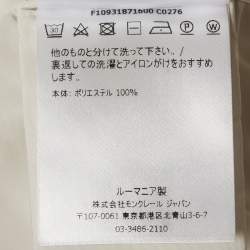 F10931871600 C0276
他のものと分けて洗って下さい。/
裏返しての洗濯とアイロンがけをおすすめ
します。
本体: ポリエステル 100%
ルーマニア製
株式会社モンクレール ジャパン
〒107-0061 東京都港区北青山3-6-7
03-3486-2110